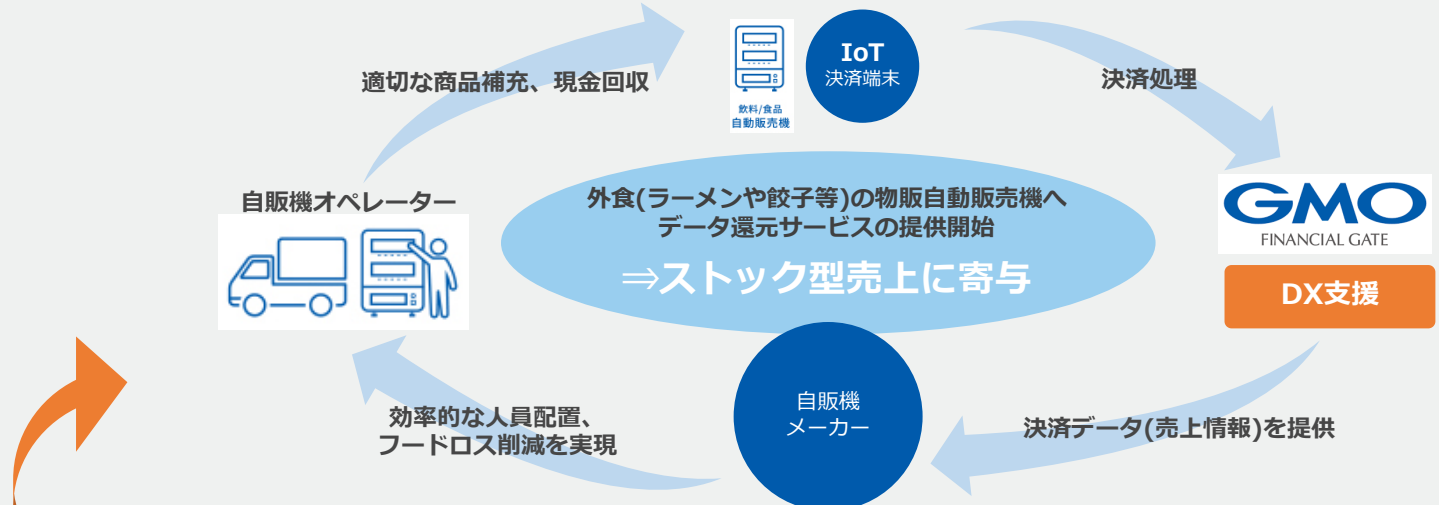 適切な商品補充、現金回収
飲料/食品
自動販売機
IoT
決済端末
決済処理
自販機オペレーター
外食(ラーメンや餃子等)の物販自動販売機へ
データ還元サービスの提供開始
⇒ストック型売上に寄与
GMO
FINANCIAL GATE
DX支援
効率的な人員配置、
フードロス削減を実現
自販機
メーカー
決済データ(売上情報)を提供